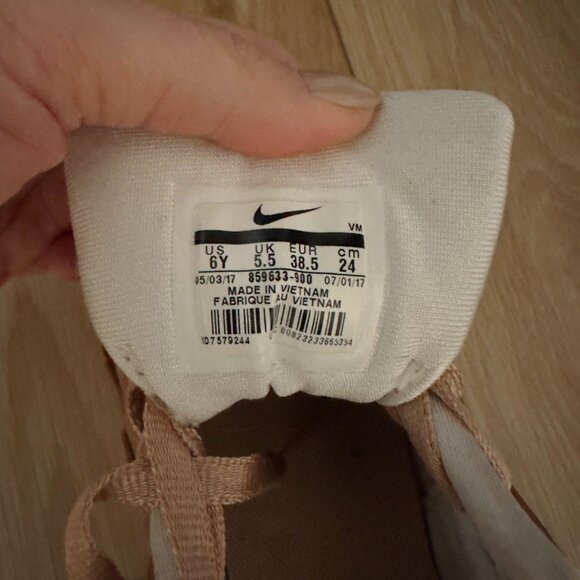 VM
US UK EUR cm
6Y 5.5 38.5 24
05/03/17 859633-900 07/01/17
MADE IN VIETNAM
FABRIQUE AU VIETNAM
107579244 00823233665354